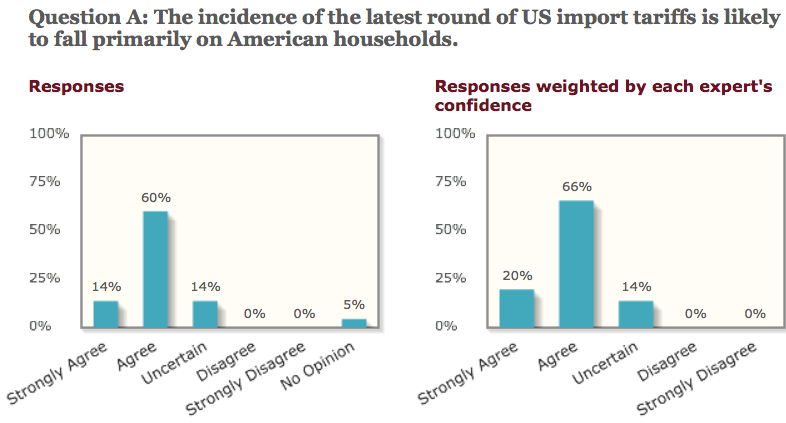 Question A: The incidence of the latest round of US import tariffs is likely
to fall primarily on American households.
Responses
100%
75%
50%
25%
0%
14%
60%
14%
0%
0%
5%
Strongly Agree
Agree
Uncertain
Disagree
Strongly Disagree
No Opinion
Responses weighted by each expert's
confidence
100%
75%
50%
25%
0%
20%
66%
14%
0%
0%
Strongly Agree
Agree
Uncertain
Disagree
Strongly Disagree